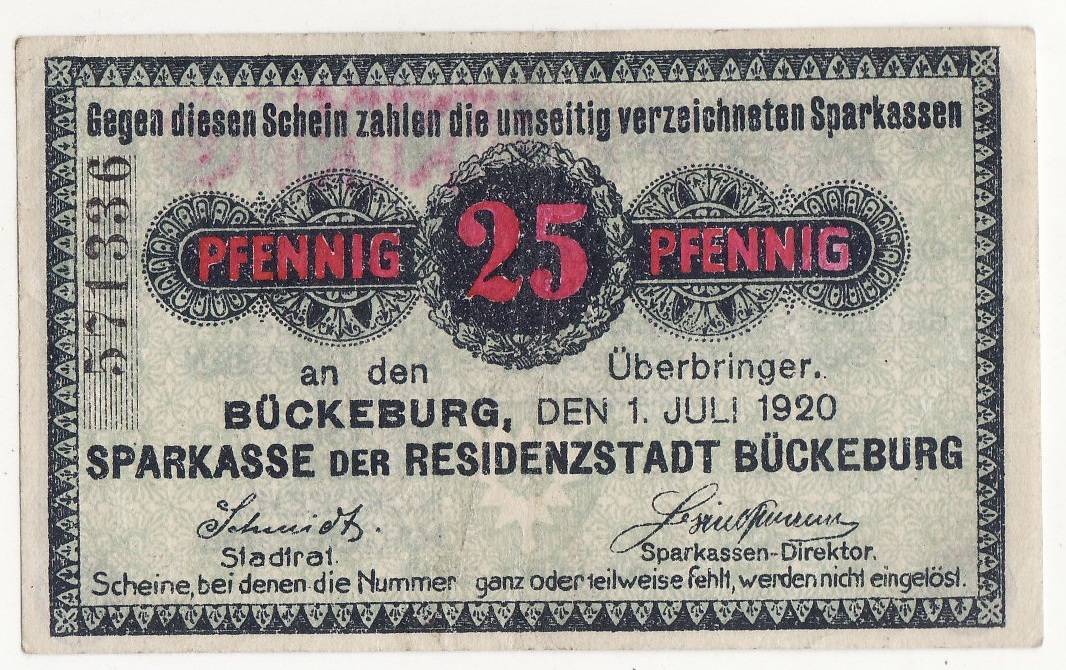 Gegen diesen Schein zahlen die umseitig verzeichneten Sparkassen
571336
PFENNIG 25 PFENNIG
an den Überbringer.
BÜCKEBURG, DEN 1. JULI 1920
SPARKASSE DER RESIDENZSTADT BÜCKEBURG
Schmidt.
Stadtrat. Sparkassen-Direktor.
Scheine, bei denen die Nummer ganz oder teilweise fehlt, werden nicht eingelöst.